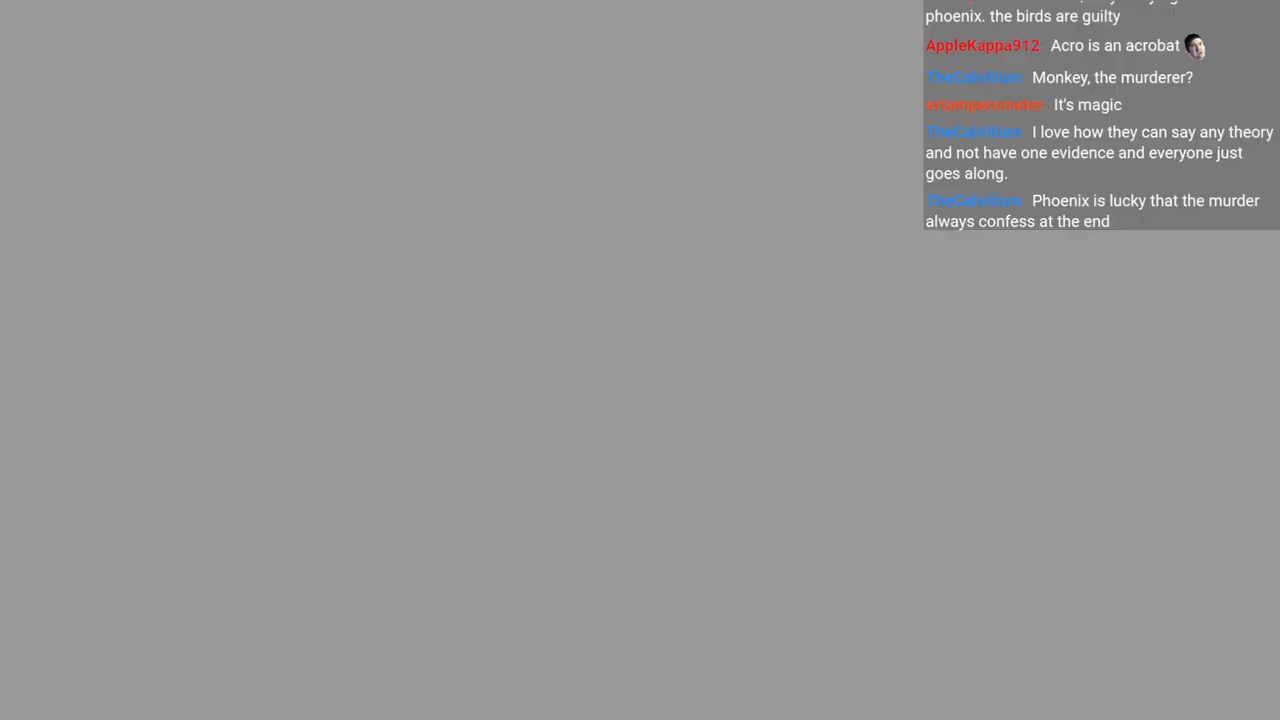 phoenix. the birds are guilty
AppleKappa912 Acro is an acrobat
TheCalvitium Monkey, the murderer?
It's magic
TheCalvitium I love how they can say any theory
and not have one evidence and everyone just
goes along.
TheCalvitium Phoenix is lucky that the murder
always confess at the end